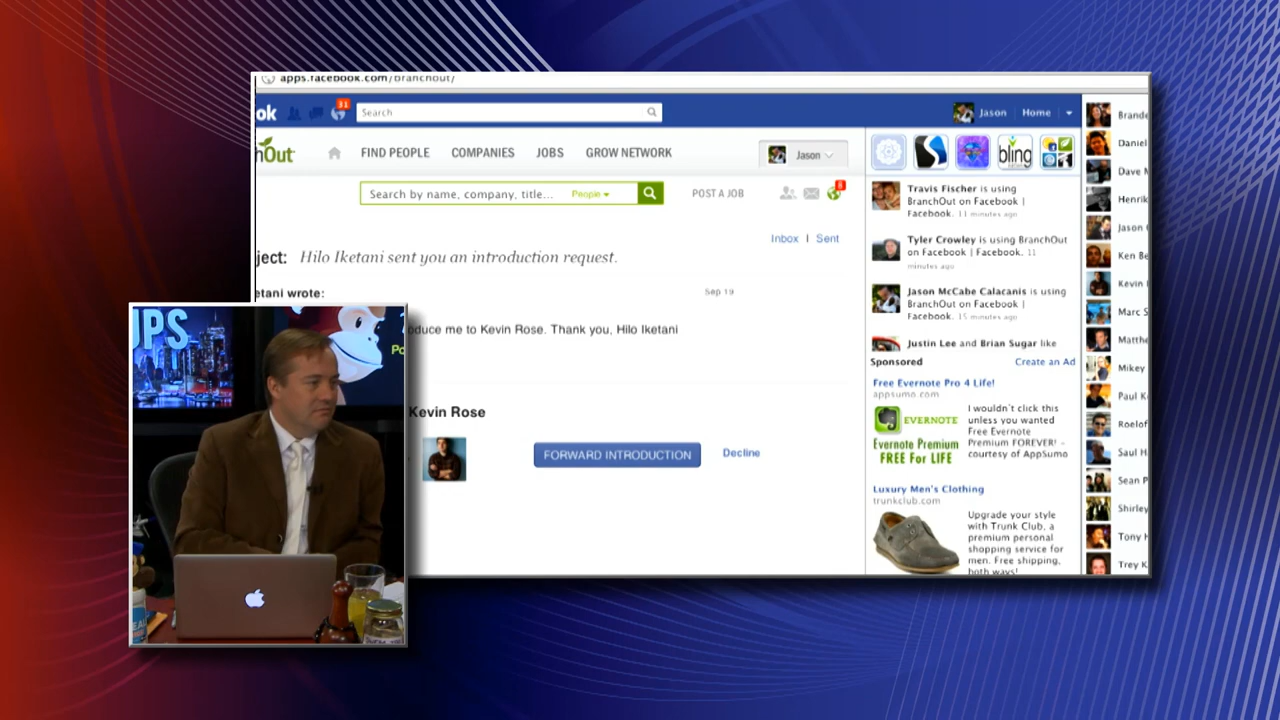 apps.facebook.com/branchout/
ok
31
Search
Jason
Home
hOut
FIND PEOPLE
COMPANIES
JOBS
GROW NETWORK
Jason
Search by name, company, title...
People
POST A JOB
8
Inbox | Sent
ject: Hilo Iketani sent you an introduction request.
etani wrote:
Sep 19
oduce me to Kevin Rose. Thank you, Hilo Iketani
Kevin Rose
FORWARD INTRODUCTION
Decline
bling
Travis Fischer is using
BranchOut on Facebook |
Facebook. 11 minutes ago
Tyler Crowley is using BranchOut
on Facebook | Facebook. 11
minutes ago
Jason McCabe Calacanis is using
BranchOut on Facebook |
Facebook. 15 minutes ago
Justin Lee and Brian Sugar like
Sponsored
Create an Ad
Free Evernote Pro 4 Life!
appsumo.com
EVERNOTE
Evernote Premium
FREE For LIFE
I wouldn't click this
unless you wanted
Free Evernote
Premium FOREVER! -
courtesy of AppSumo
Luxury Men's Clothing
trunkclub.com
Upgrade your style
with Trunk Club, a
premium personal
shopping service for
men. Free shipping,
both ways!
Brande
Daniel
Dave M
Henrik
Jason
Ken Be
Kevin
Marc S
Matthe
Mikey
Paul K
Roelof
Saul H
Sean P
Shirley
Tony H
Trey K
UPS
Po